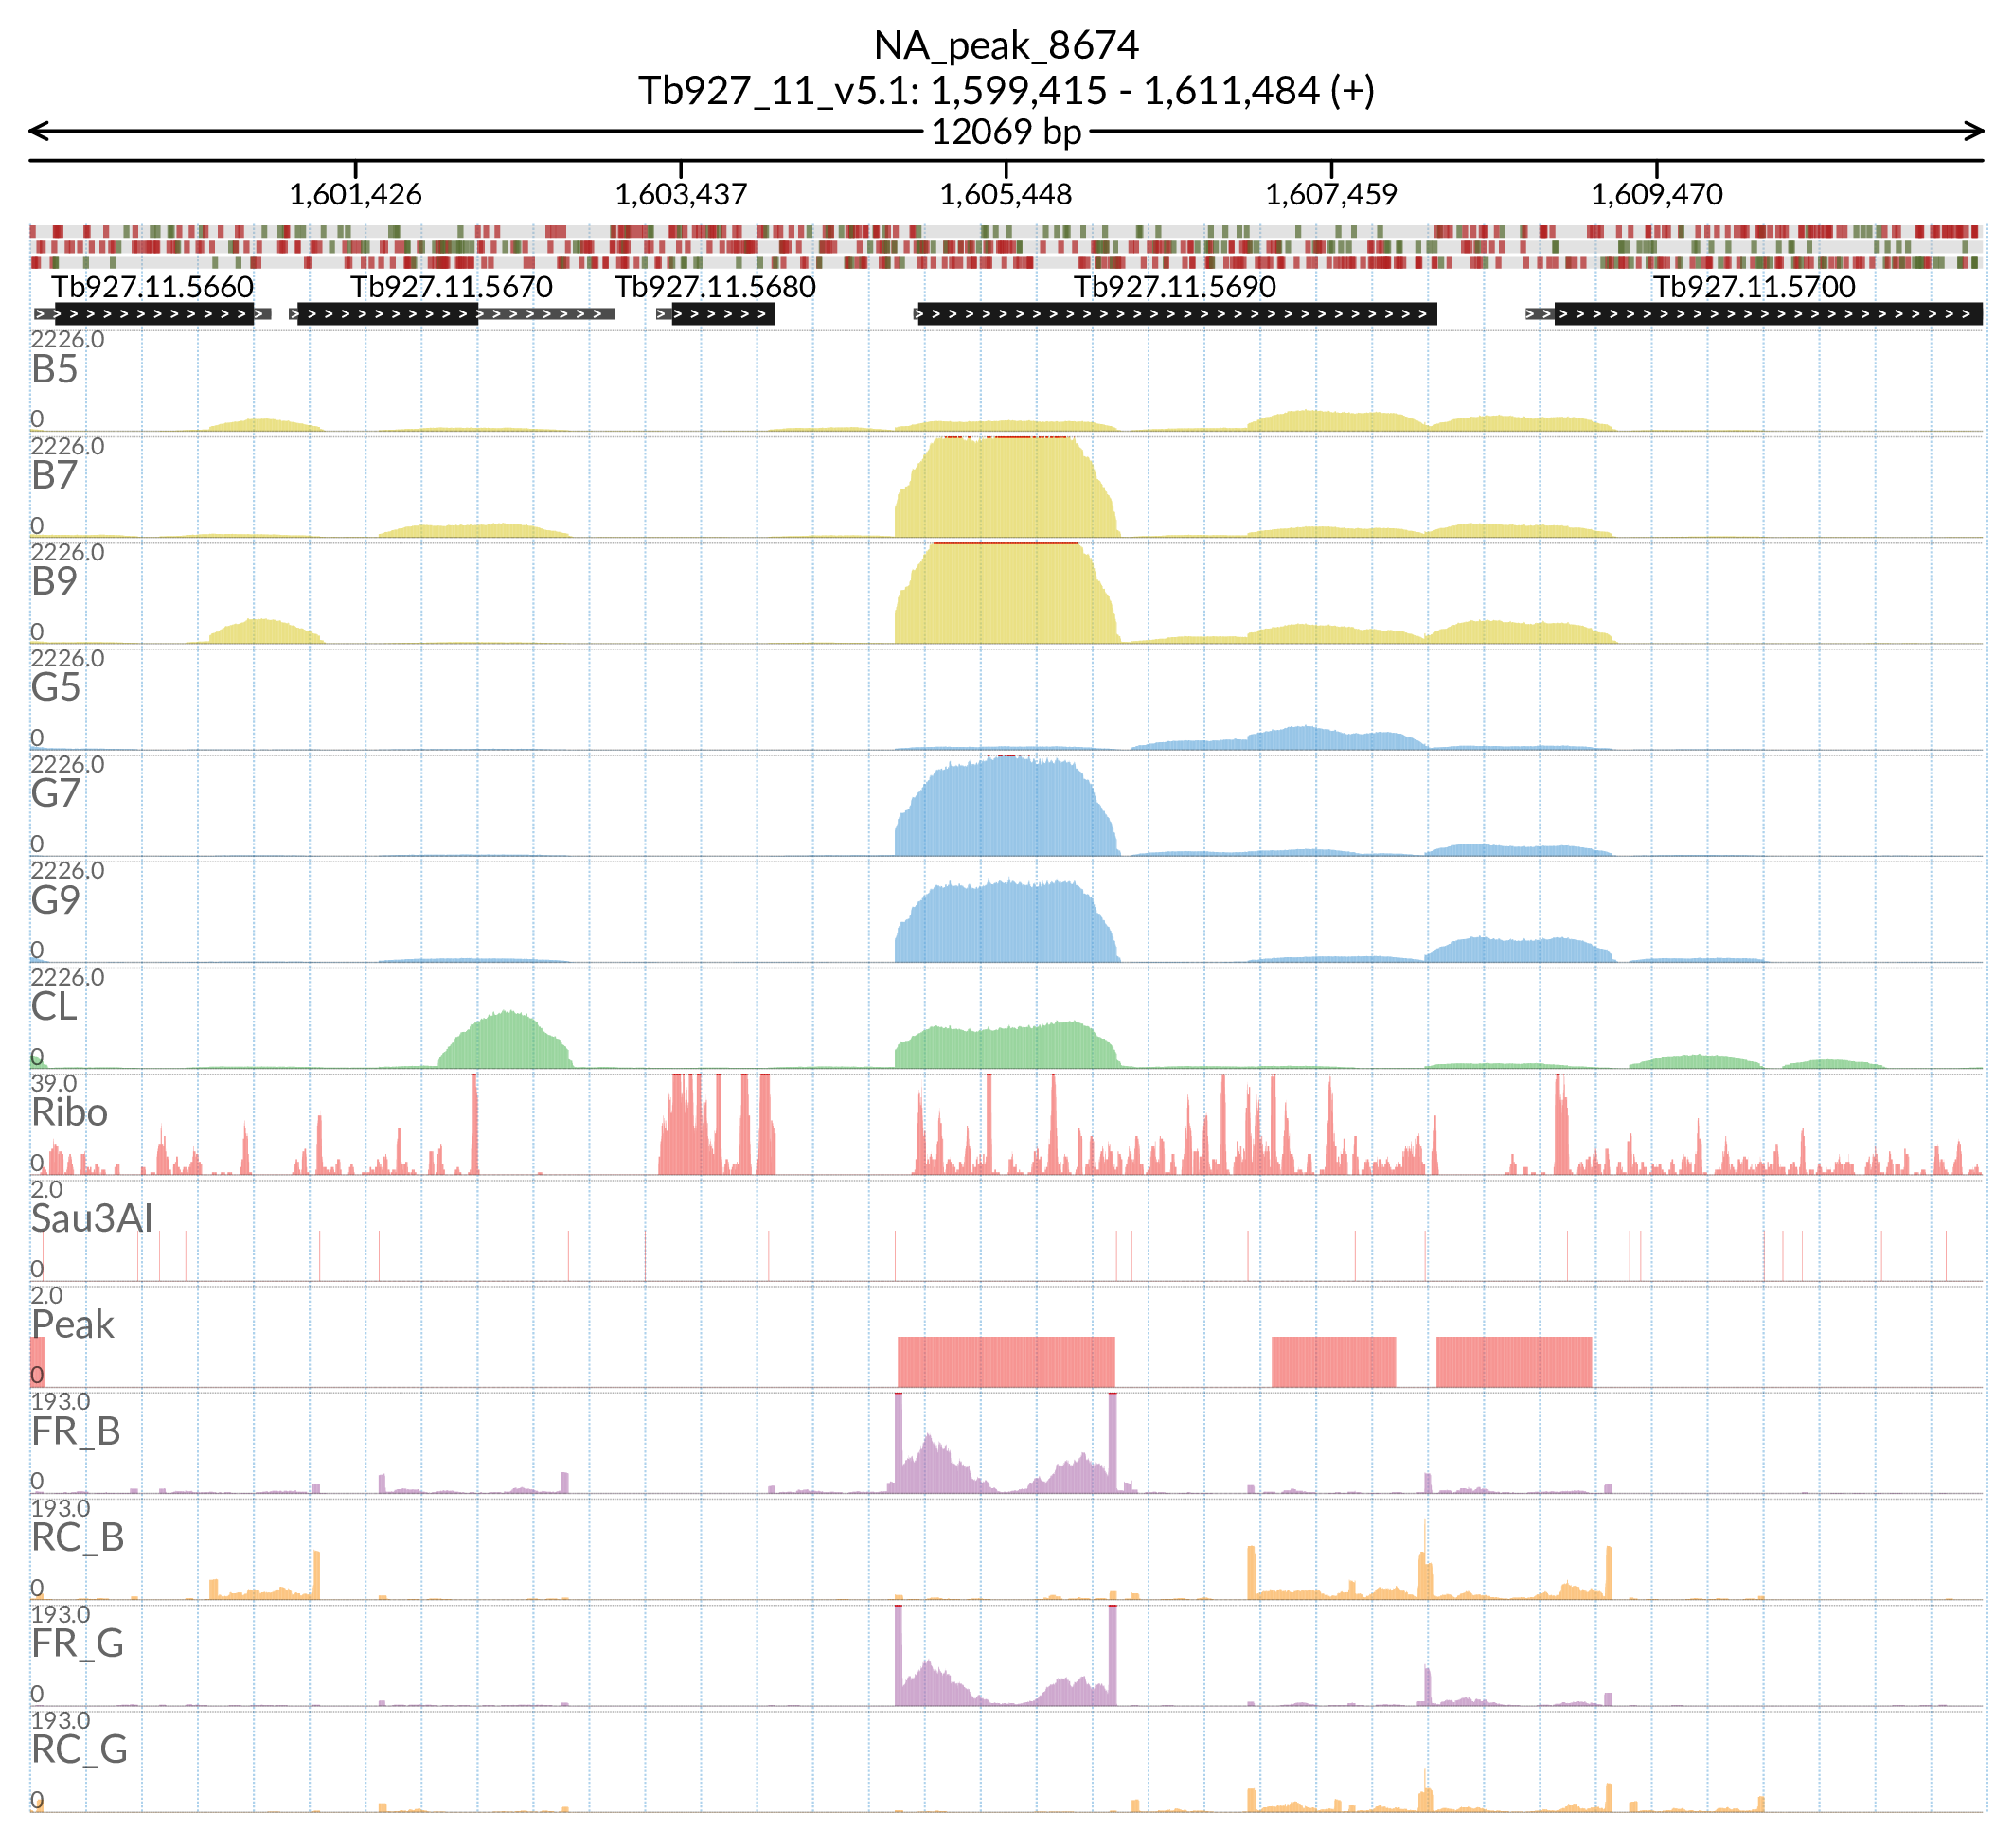 NA_peak_8674
Tb927_11_v5.1: 1,599,415 - 1,611,484 (+)
12069 bp
1,601,426 1,603,437 1,605,448 1,607,459 1,609,470
Tb927.11.5660 Tb927.11.5670 Tb927.11.5680 Tb927.11.5690 Tb927.11.5700
2226.0
B5
0
2226.0
B7
0
2226.0
B9
0
2226.0
G5
0
2226.0
G7
0
2226.0
G9
0
2226.0
CL
0
39.0
Ribo
0
2.0
Sau3AI
0
2.0
Peak
0
193.0
FR_B
0
193.0
RC_B
0
193.0
FR_G
0
193.0
RC_G
0